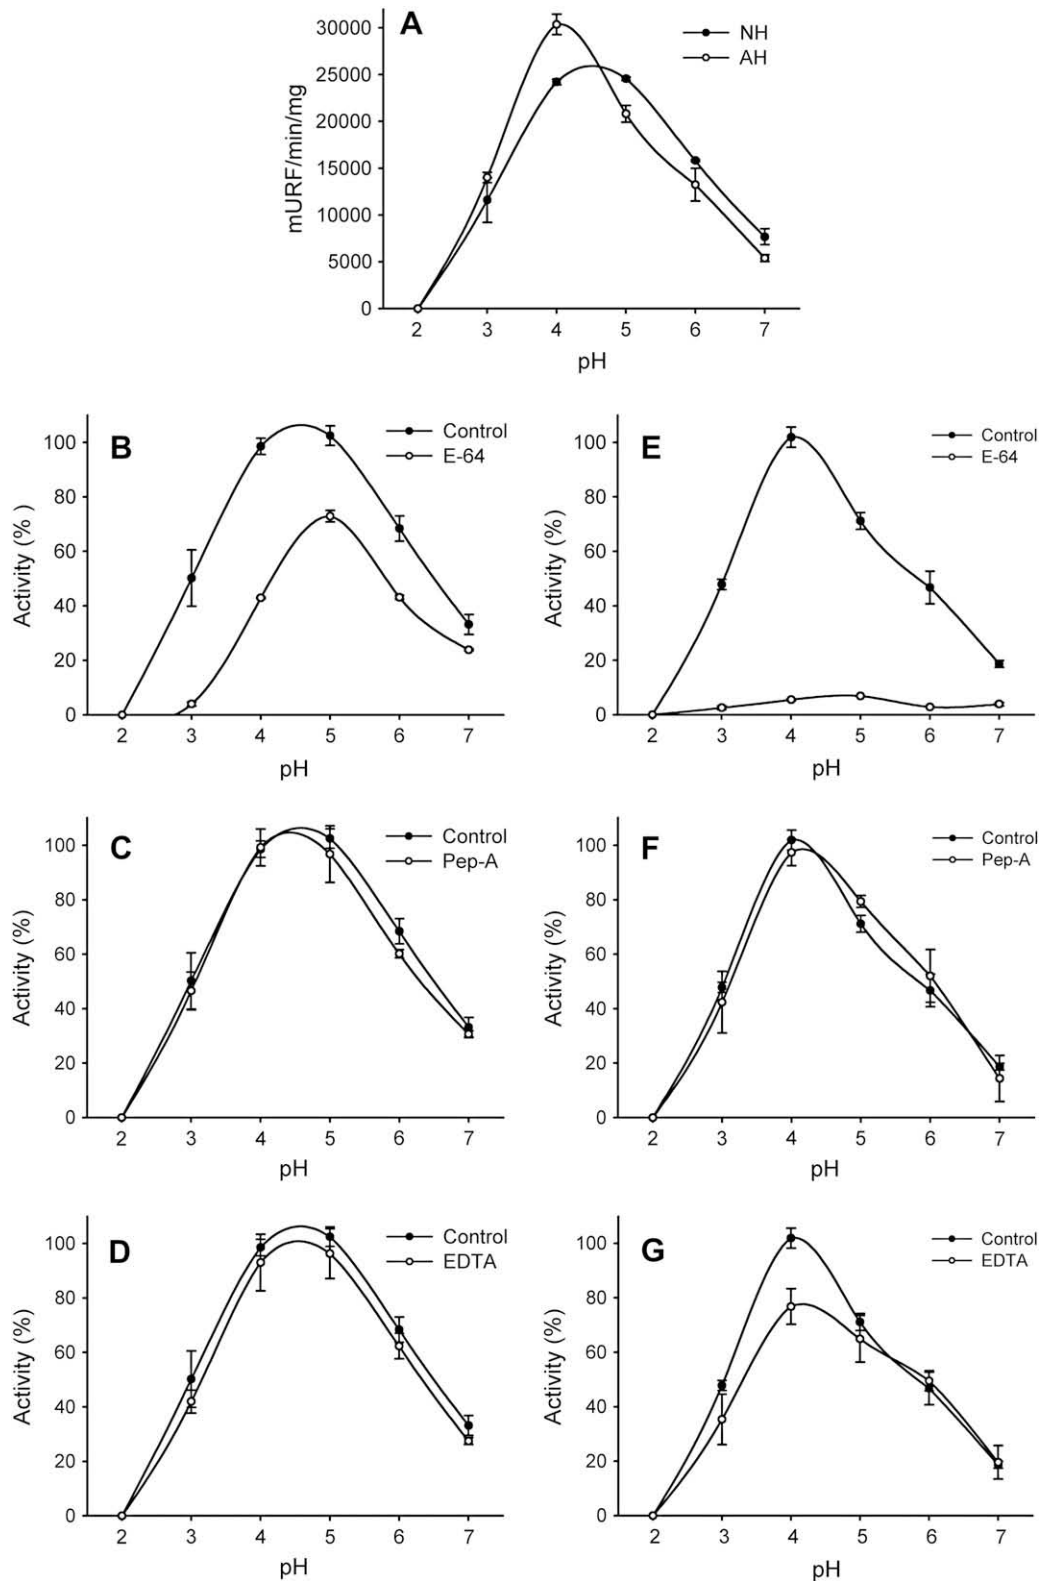 A
NH
AH
mURF/min/mg
30000
25000
20000
15000
10000
5000
0
2 3 4 5 6 7
pH
B
Control
E-64
Activity (% )
100
80
60
40
20
0
2 3 4 5 6 7
pH
E
Control
E-64
Activity (%)
100
80
60
40
20
0
2 3 4 5 6 7
pH
C
Control
Pep-A
Activity (%)
100
80
60
40
20
0
2 3 4 5 6 7
pH
F
Control
Pep-A
Activity (%)
100
80
60
40
20
0
2 3 4 5 6 7
pH
D
Control
EDTA
Activity (%)
100
80
60
40
20
0
2 3 4 5 6 7
pH
G
Control
EDTA
Activity (%)
100
80
60
40
20
0
2 3 4 5 6 7
pH